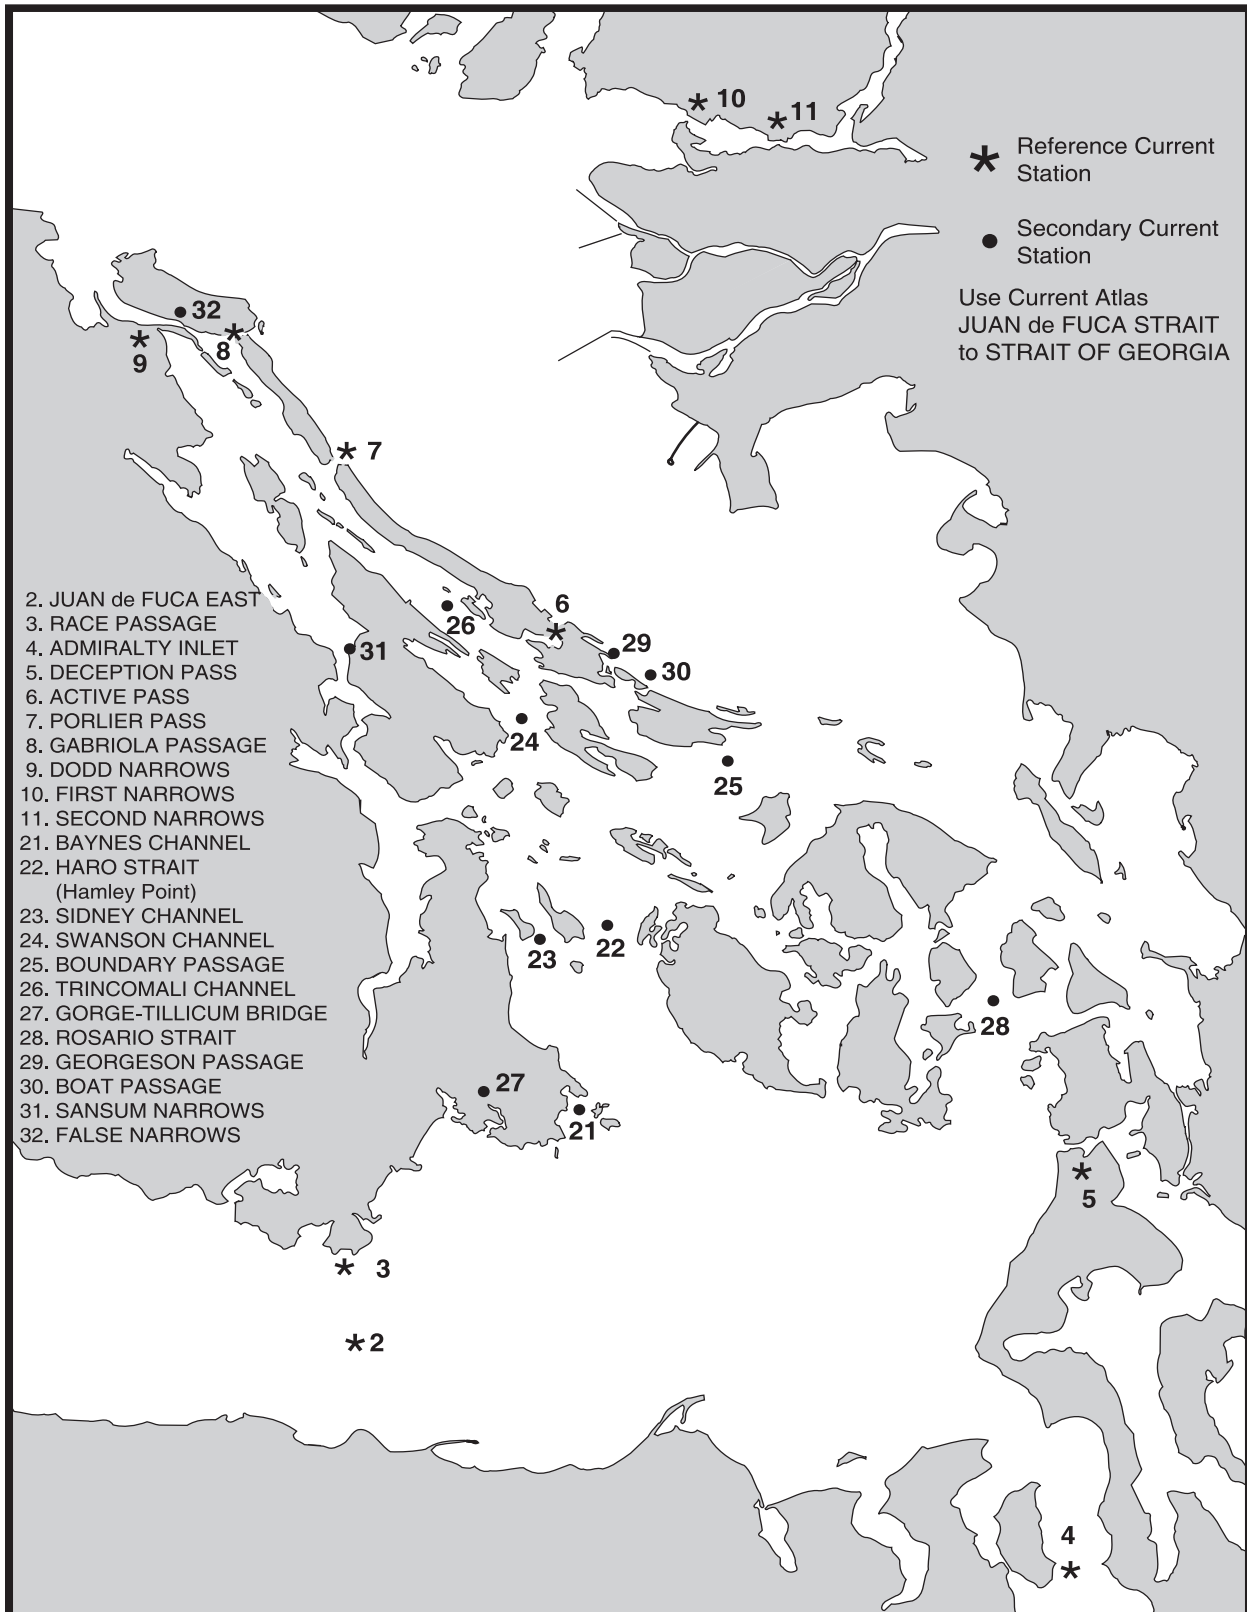 10
11
Reference Current
Station
Secondary Current
Station
Use Current Atlas
JUAN de FUCA STRAIT
to STRAIT OF GEORGIA
32
8
9
7
6
26
29
31
30
24
25
2. JUAN de FUCA EAST
3. RACE PASSAGE
4. ADMIRALTY INLET
5. DECEPTION PASS
6. ACTIVE PASS
7. PORLIER PASS
8. GABRIOLA PASSAGE
9. DODD NARROWS
10. FIRST NARROWS
11. SECOND NARROWS
21. BAYNES CHANNEL
22. HARO STRAIT
(Hamley Point)
23. SIDNEY CHANNEL
24. SWANSON CHANNEL
25. BOUNDARY PASSAGE
26. TRINCOMALI CHANNEL
27. GORGE-TILLICUM BRIDGE
28. ROSARIO STRAIT
29. GEORGESON PASSAGE
30. BOAT PASSAGE
31. SANSUM NARROWS
32. FALSE NARROWS
22
23
28
27
21
5
3
2
4